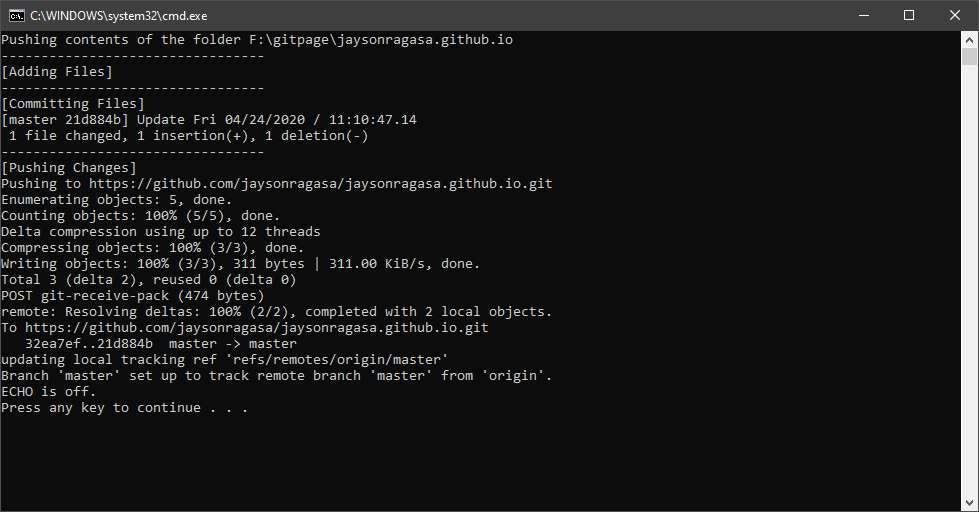 C:\WINDOWS\system32\cmd.exe
Pushing contents of the folder F:\gitpage\jaysonragasa.github.io
---------------------------------
[Adding Files]
---------------------------------
[Committing Files]
[master 21d884b] Update Fri 04/24/2020 / 11:10:47.14
 1 file changed, 1 insertion(+), 1 deletion(-)
---------------------------------
[Pushing Changes]
Pushing to https://github.com/jaysonragasa/jaysonragasa.github.io.git
Enumerating objects: 5, done.
Counting objects: 100% (5/5), done.
Delta compression using up to 12 threads
Compressing objects: 100% (3/3), done.
Writing objects: 100% (3/3), 311 bytes | 311.00 KiB/s, done.
Total 3 (delta 2), reused 0 (delta 0)
POST git-receive-pack (474 bytes)
remote: Resolving deltas: 100% (2/2), completed with 2 local objects.
To https://github.com/jaysonragasa/jaysonragasa.github.io.git
   32ea7ef..21d884b  master -> master
updating local tracking ref 'refs/remotes/origin/master'
Branch 'master' set up to track remote branch 'master' from 'origin'.
ECHO is off.
Press any key to continue . . .